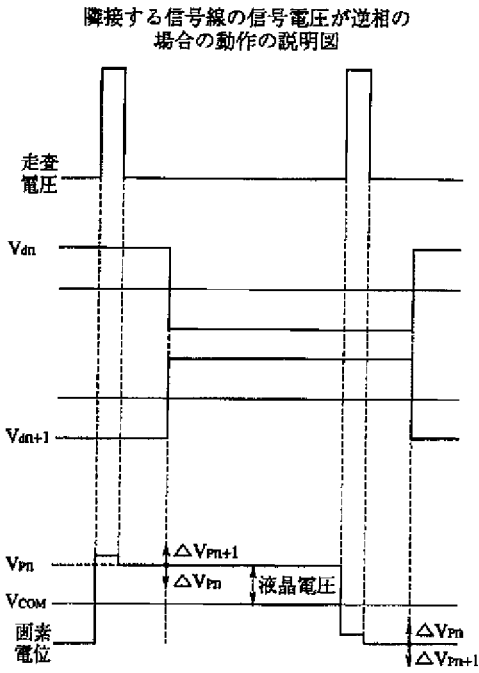 隣接する信号線の信号電圧が逆相の
場合の動作の説明図
走査
電圧
Vdn
Vdn+1
△VPn+1
VPn
△VPn
液晶電圧
VCOM
画素
電位
△VPn
△VPn+1